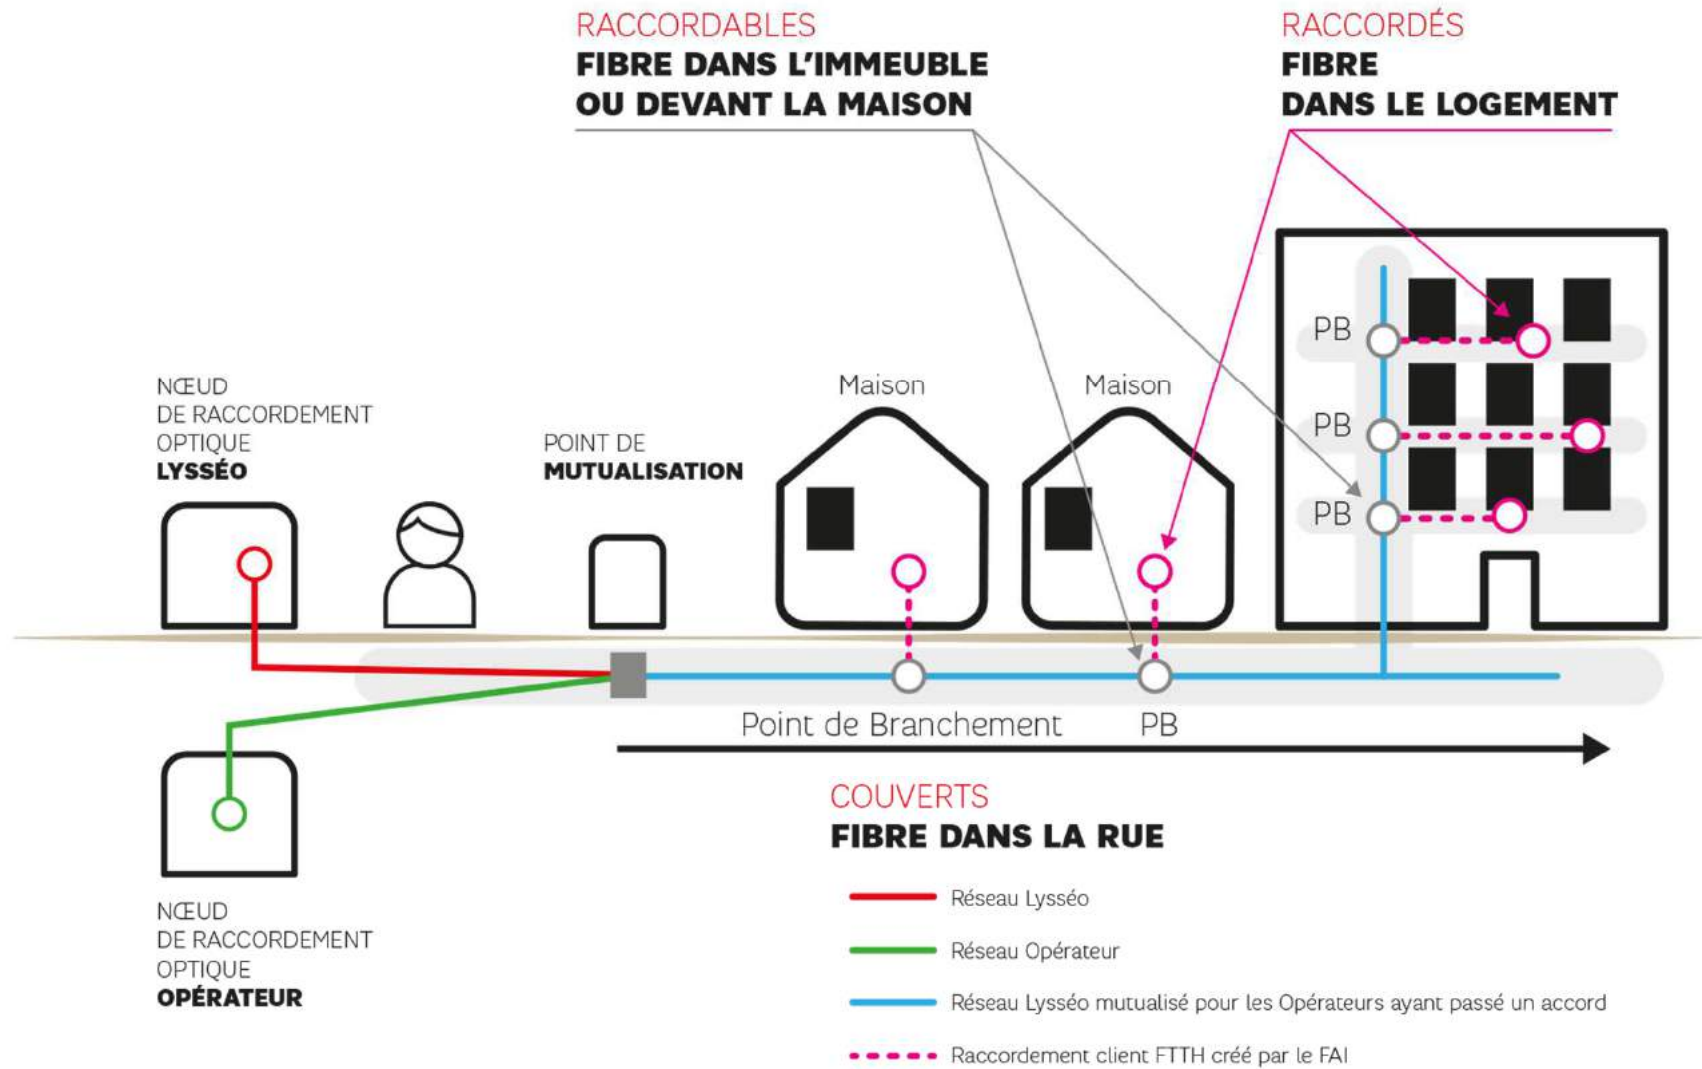 RACCORDABLES
FIBRE DANS L'IMMEUBLE
OU DEVANT LA MAISON
RACCORDÉS
FIBRE
DANS LE LOGEMENT
NŒUD
DE RACCORDEMENT
OPTIQUE
LYSSÉO
POINT DE
MUTUALISATION
Maison
Maison
PB
PB
PB
Point de Branchement
PB
NŒUD
DE RACCORDEMENT
OPTIQUE
OPÉRATEUR
COUVERTS
FIBRE DANS LA RUE
Réseau Lysséo
Réseau Opérateur
Réseau Lysséo mutualisé pour les Opérateurs ayant passé un accord
Raccordement client FTTH créé par le FAI